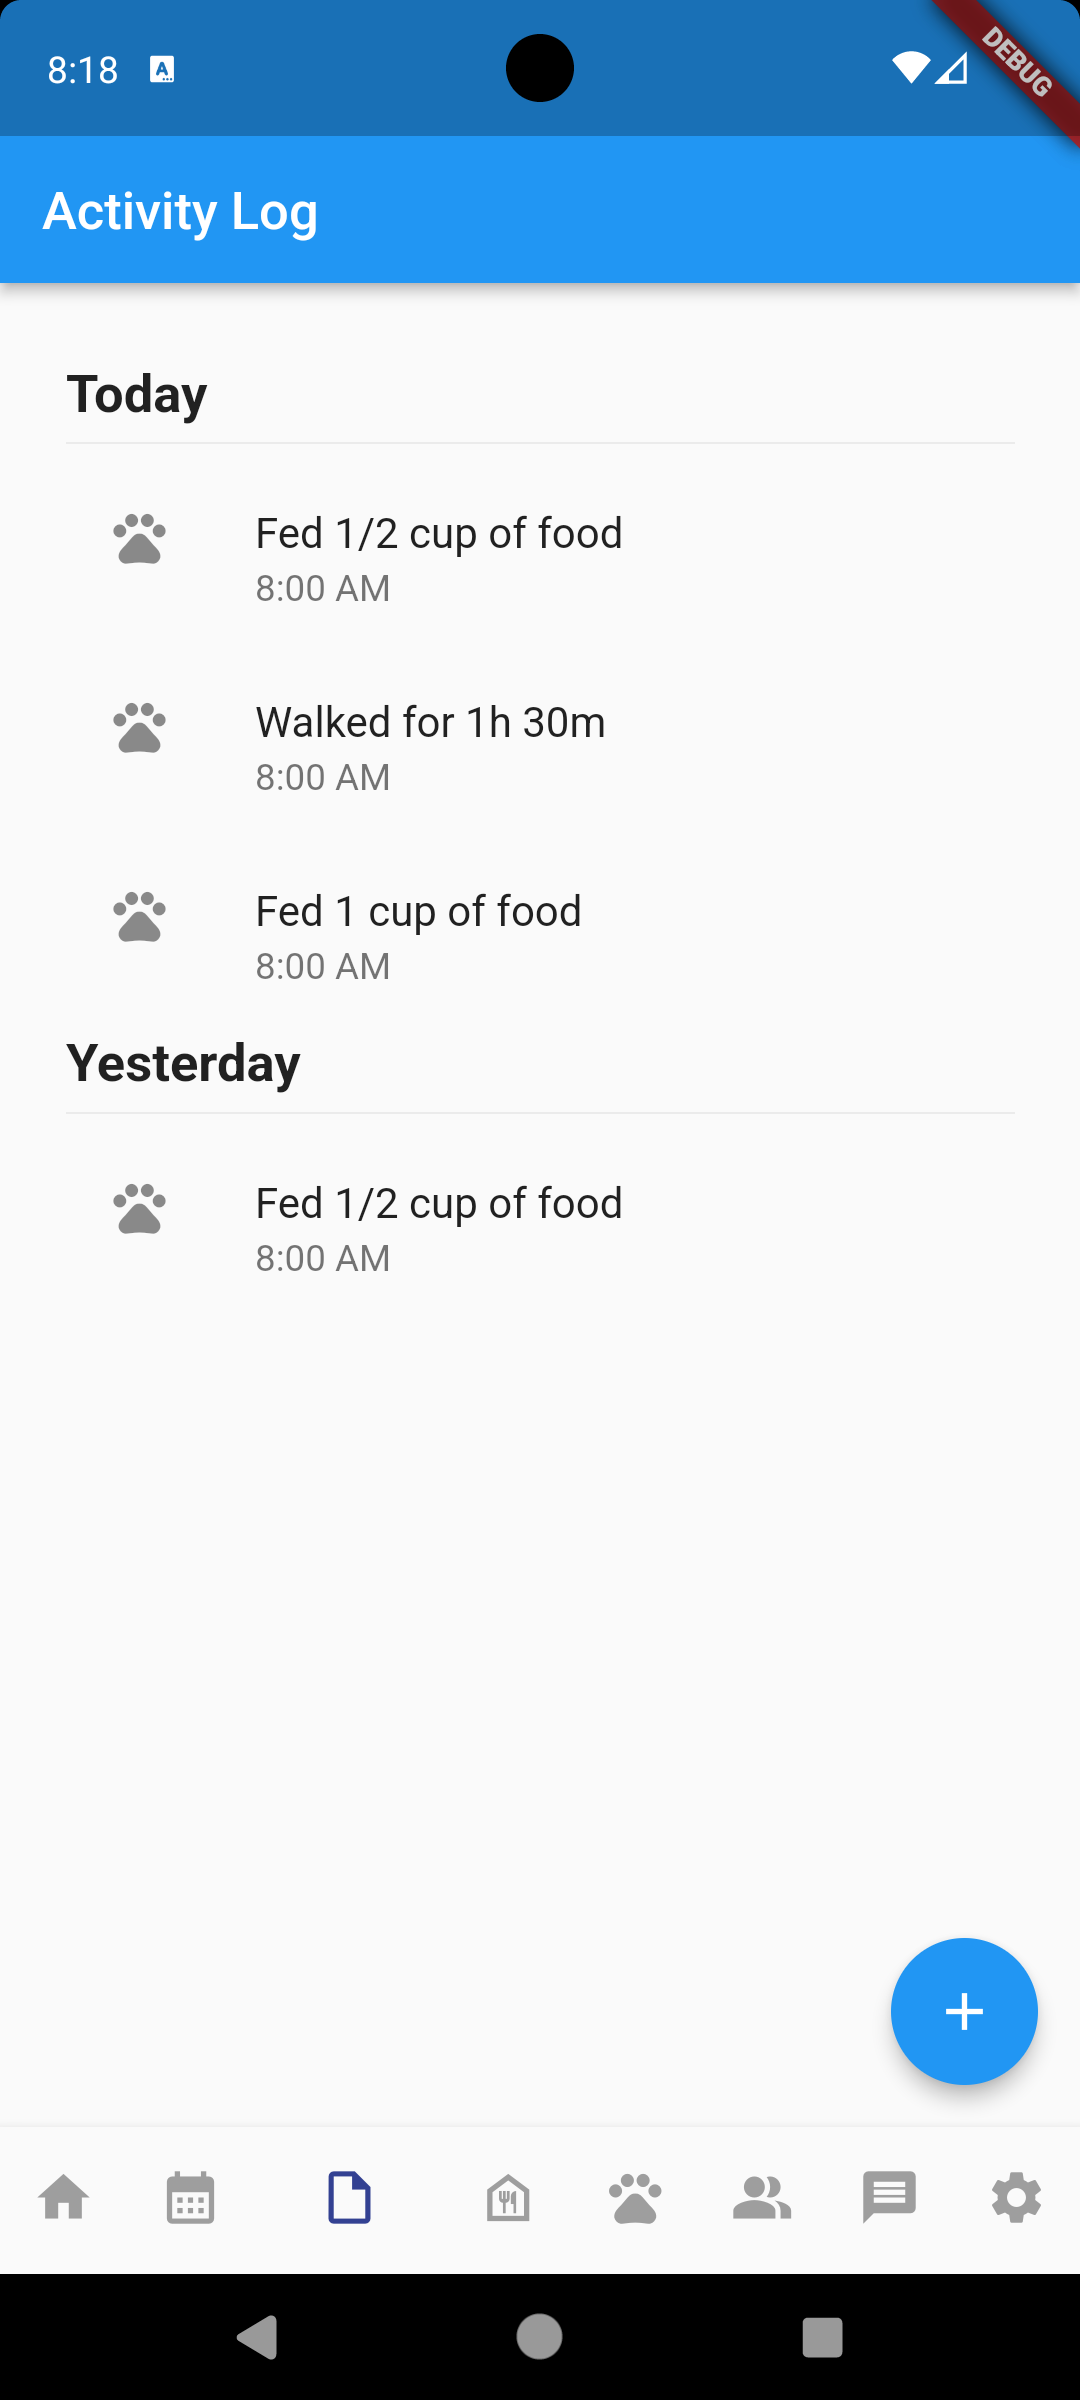 8:18
DEBUG
Activity Log
Today
Fed 1/2 cup of food
8:00 AM
Walked for 1h 30m
8:00 AM
Fed 1 cup of food
8:00 AM
Yesterday
Fed 1/2 cup of food
8:00 AM